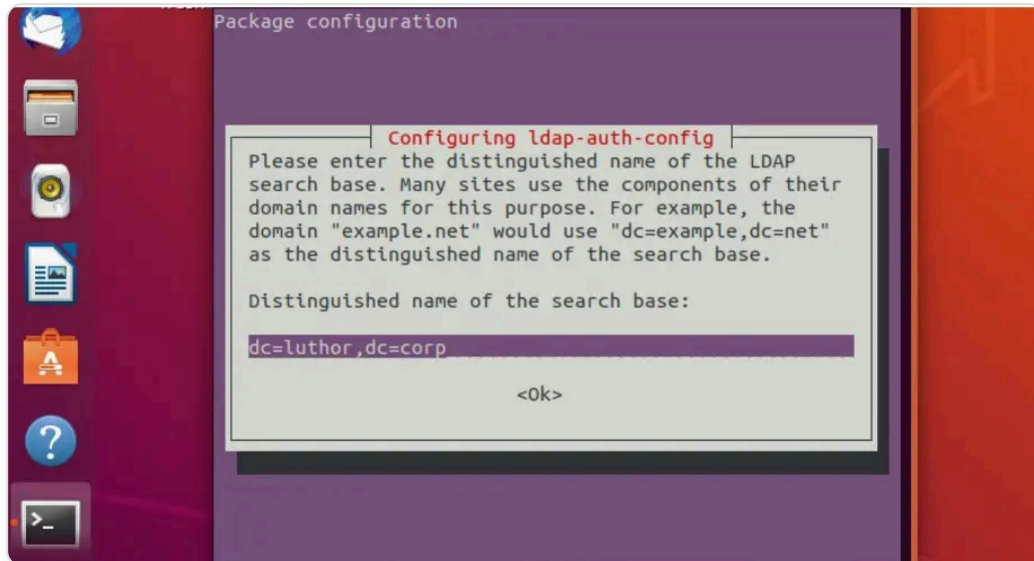 Package configuration
Configuring ldap-auth-config
Please enter the distinguished name of the LDAP
search base. Many sites use the components of their
domain names for this purpose. For example, the
domain "example.net" would use "dc=example,dc=net"
as the distinguished name of the search base.
Distinguished name of the search base:
dc=luthor,dc=corp
<Ok>